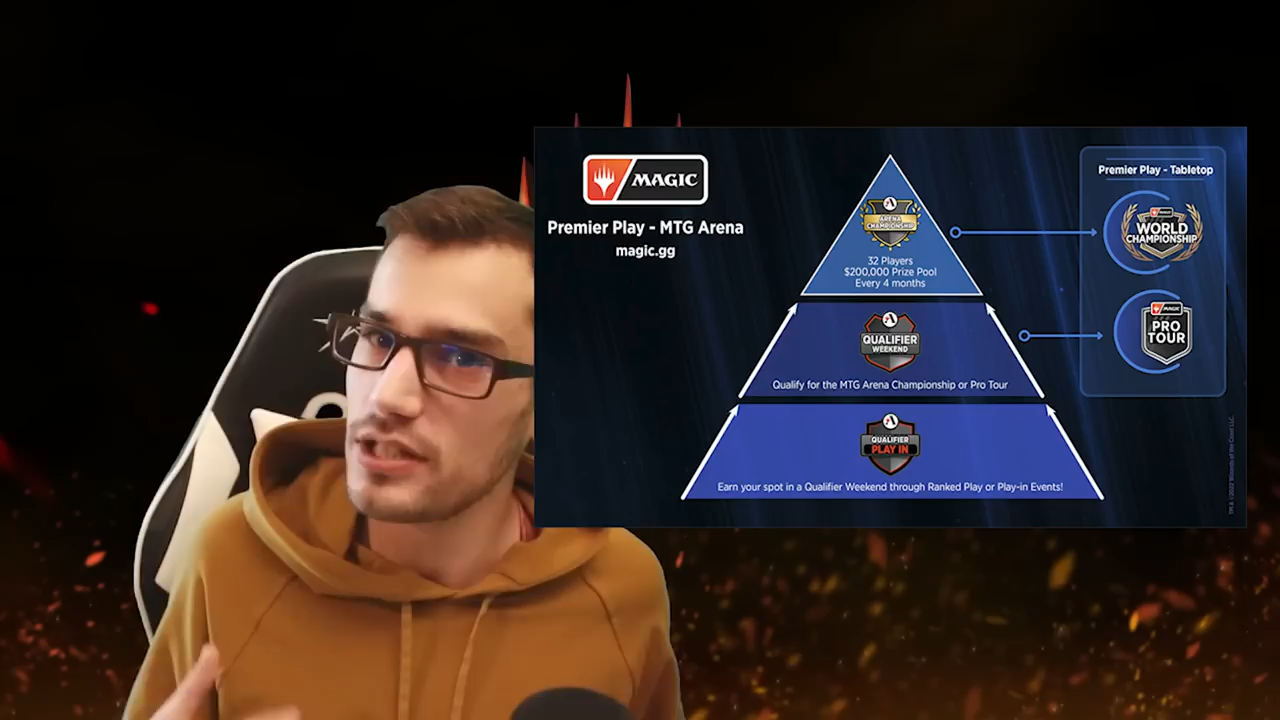 MAGIC
Premier Play - MTG Arena
magic.gg
ARENA
CHAMPIONSHIP
32 Players
$200,000 Prize Pool
Every 4 months
QUALIFIER
WEEKEND
Qualify for the MTG Arena Championship or Pro Tour
QUALIFIER
PLAY IN
Earn your spot in a Qualifier Weekend through Ranked Play or Play-in Events!
Premier Play - Tabletop
WORLD
CHAMPIONSHIP
MAGIC
PRO
TOUR